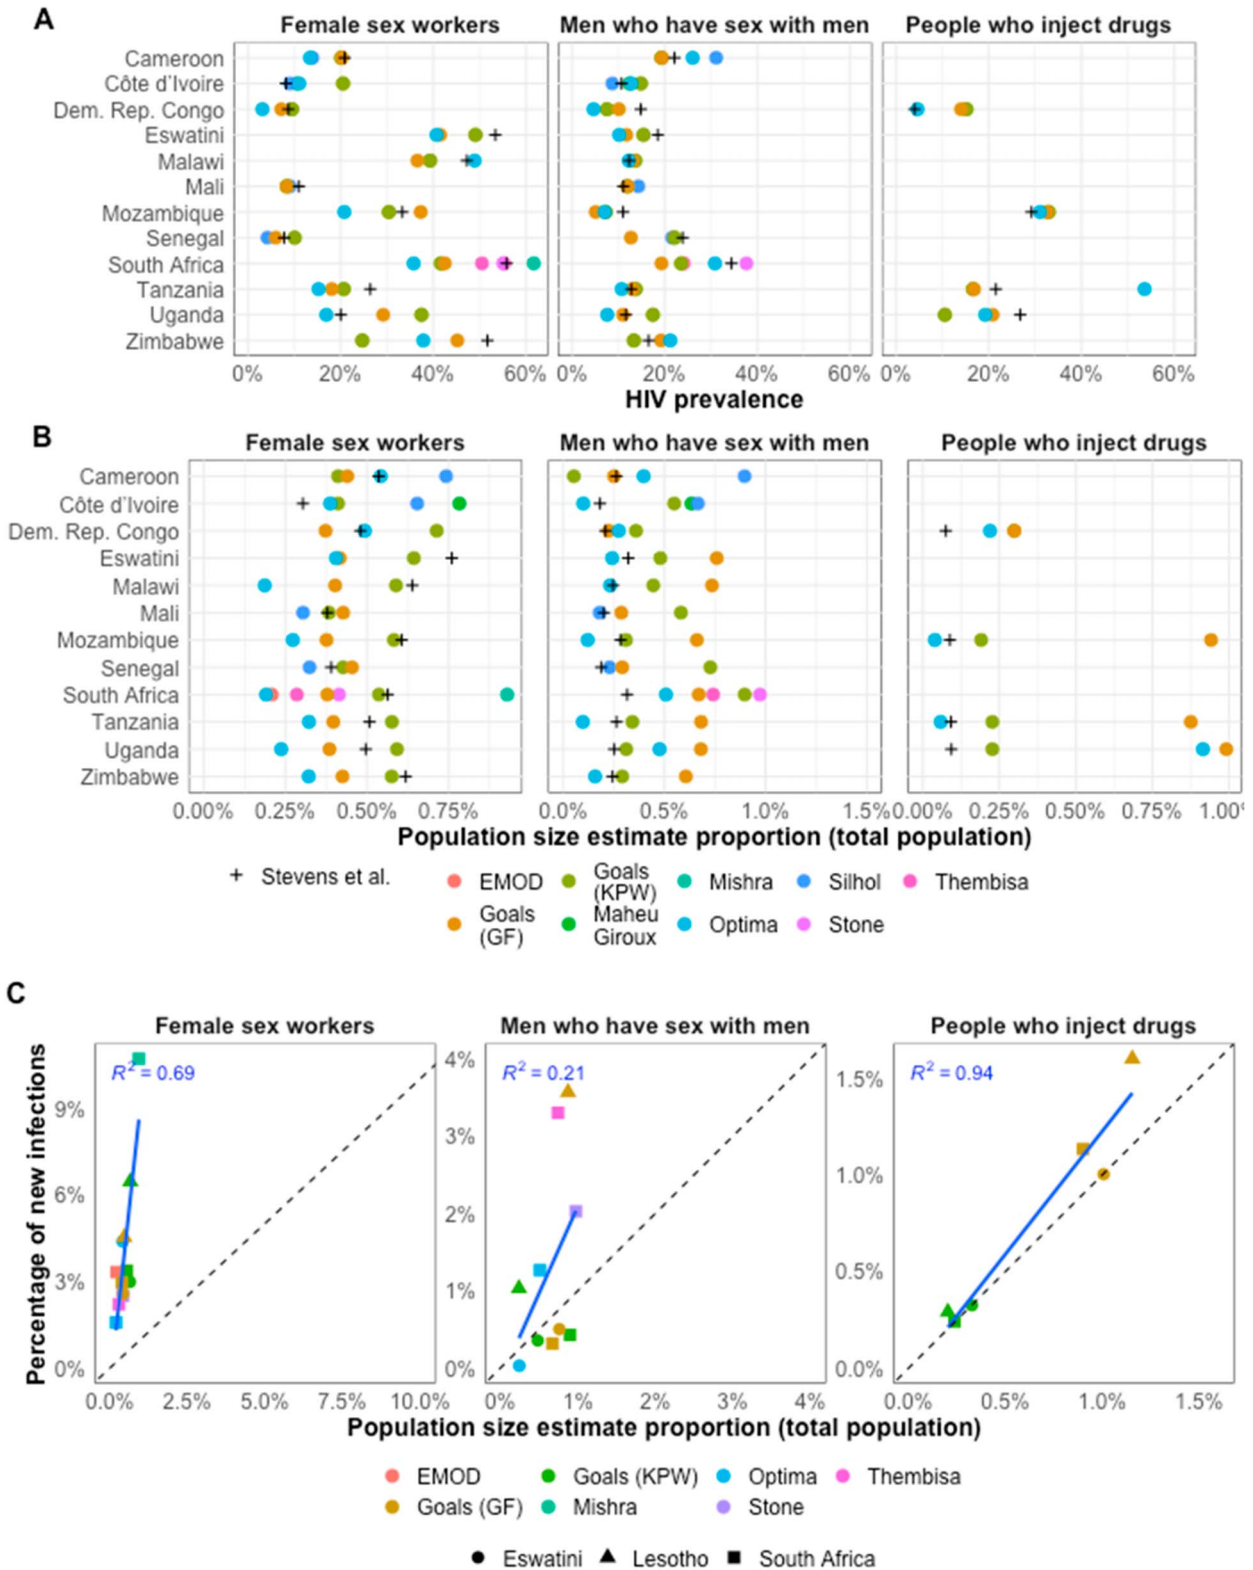 A
Female sex workers Men who have sex with men People who inject drugs
Cameroon
Côte d'Ivoire
Dem. Rep. Congo
Eswatini
Malawi
Mali
Mozambique
Senegal
South Africa
Tanzania
Uganda
Zimbabwe
0% 20% 40% 60% 0% 20% 40% 60% 0% 20% 40% 60%
HIV prevalence
B
Female sex workers Men who have sex with men People who inject drugs
Cameroon
Côte d'Ivoire
Dem. Rep. Congo
Eswatini
Malawi
Mali
Mozambique
Senegal
South Africa
Tanzania
Uganda
Zimbabwe
0.00% 0.25% 0.50% 0.75% 0.0% 0.5% 1.0% 1.5% 0.00% 0.25% 0.50% 0.75% 1.00%
Population size estimate proportion (total population)
Stevens et al. EMOD Goals (KPW) Mishra Silhol Thembisa
Goals (GF) Maheu Giroux Optima Stone
C
Female sex workers Men who have sex with men People who inject drugs
Percentage of new infections
R² = 0.69 R² = 0.21 R² = 0.94
9%
6%
3%
0%
4%
3%
2%
1%
0%
1.5%
1.0%
0.5%
0.0%
0.0% 2.5% 5.0% 7.5% 10.0% 0% 1% 2% 3% 4% 0.0% 0.5% 1.0% 1.5%
Population size estimate proportion (total population)
EMOD Goals (KPW) Optima Thembisa
Goals (GF) Mishra Stone
Eswatini Lesotho South Africa